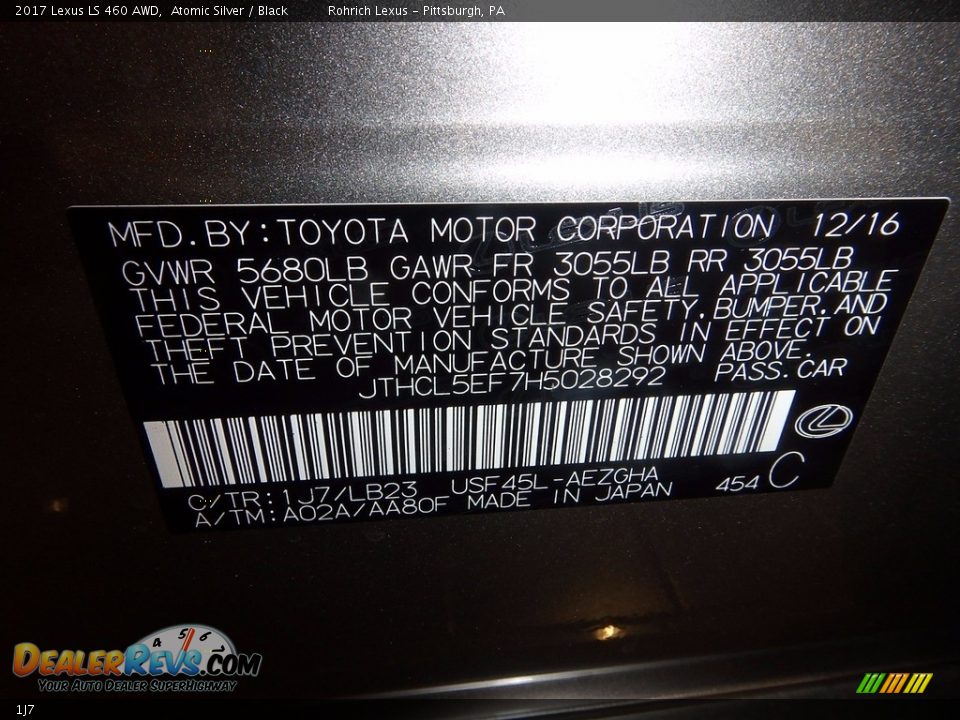 2017 Lexus LS 460 AWD, Atomic Silver / Black Rohrich Lexus - Pittsburgh, PA
MFD.BY:TOYOTA MOTOR CORPORATION 12/16
GVWR 5680LB GAWR FR 3055LB RR 3055LB
THIS VEHICLE CONFORMS TO ALL APPLICABLE
FEDERAL MOTOR VEHICLE SAFETY,BUMPER,AND
THEFT PREVENTION STANDARDS IN EFFECT ON
THE DATE OF MANUFACTURE SHOWN ABOVE.
JTHCL5EF7H5028292 PASS.CAR
C/TR:1J7/LB23 USF45L-AEZGHA
A/TM:A02A/AA80F MADE IN JAPAN 454 C
4 5 6
DealerRevs.com
Your Auto Dealer SuperHighway
1J7